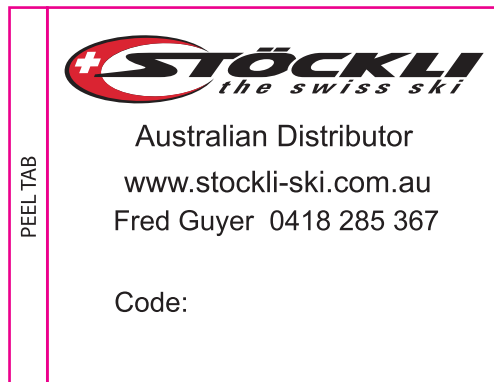 STÖCKLI
the swiss ski
Australian Distributor
www.stockli-ski.com.au
Fred Guyer 0418 285 367
Code:
PEEL TAB